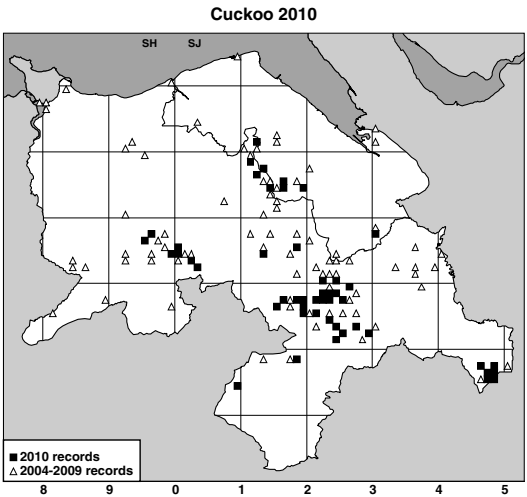 Cuckoo 2010
SH SJ
■ 2010 records
△ 2004-2009 records
8 9 0 1 2 3 4 5